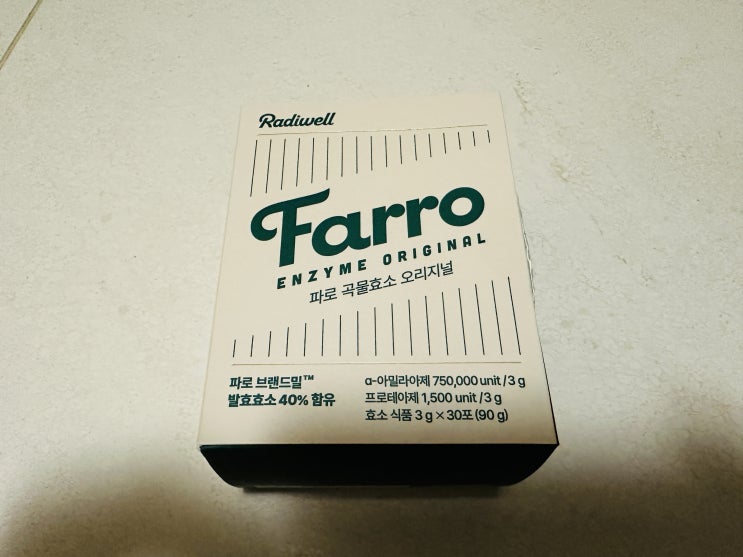 Radiwell
Farro
ENZYME ORIGINAL
파로 곡물효소 오리지널
파로 브랜드밀™
발효효소 40% 함유
α-아밀라아제 750,000 unit / 3 g
프로테아제 1,500 unit / 3 g
효소 식품 3 g × 30포 (90 g)